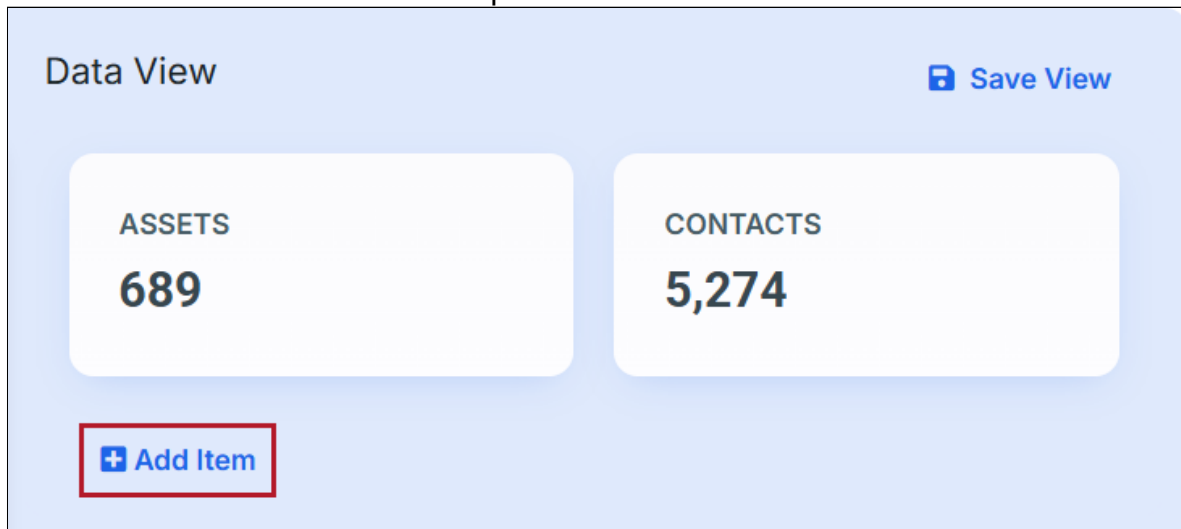 Data View
Save View
ASSETS
CONTACTS
689
5,274
Add Item